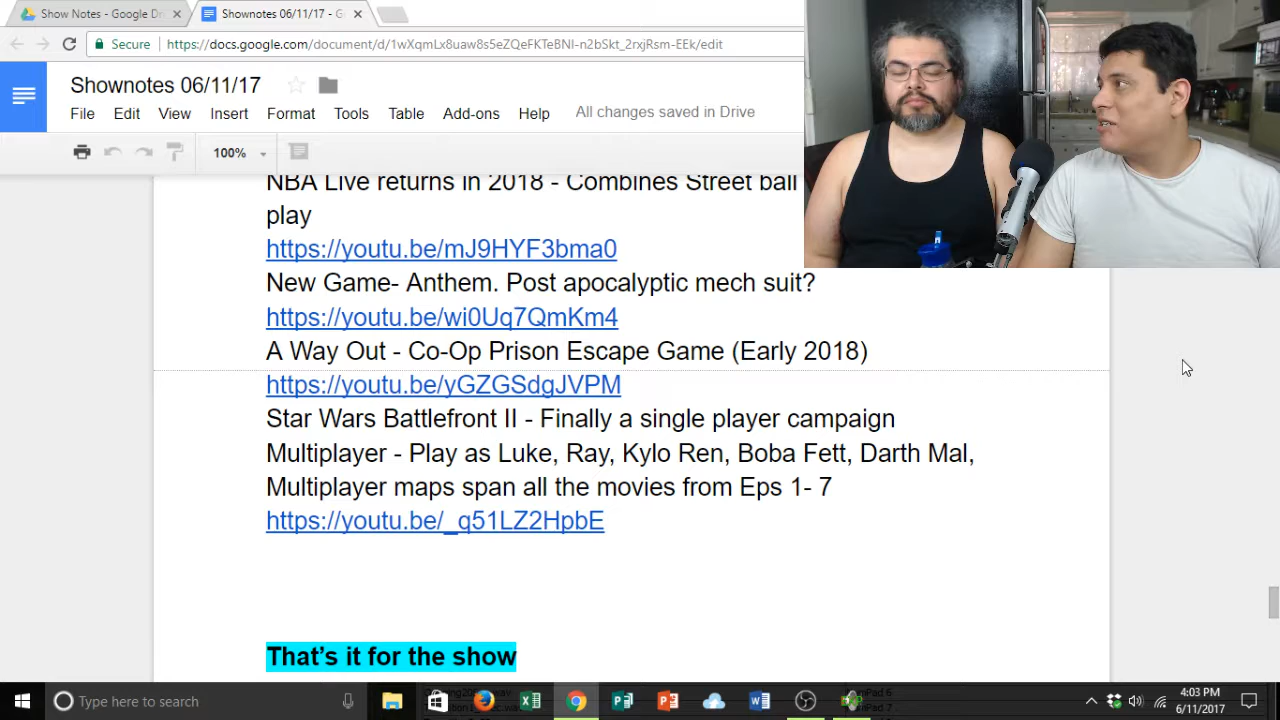 Show Notes - Google Dri
Shownotes 06/11/17 - G
Secure
https://docs.google.com/document/d/1wXqmLx8uaw8s5eZQeFKTeBNl-n2bSkt_2rxjRsm-EEk/edit
Shownotes 06/11/17
File Edit View Insert Format Tools Table Add-ons Help All changes saved in Drive
100%
NBA Live returns in 2018 - Combines Street ball
play
https://youtu.be/mJ9HYF3bma0
New Game- Anthem. Post apocalyptic mech suit?
https://youtu.be/wi0Uq7QmKm4
A Way Out - Co-Op Prison Escape Game (Early 2018)
https://youtu.be/yGZGSdgJVPM
Star Wars Battlefront II - Finally a single player campaign
Multiplayer - Play as Luke, Ray, Kylo Ren, Boba Fett, Darth Mal,
Multiplayer maps span all the movies from Eps 1- 7
https://youtu.be/_q51LZ2HpbE
That's it for the show
Type here to search
4:03 PM
6/11/2017